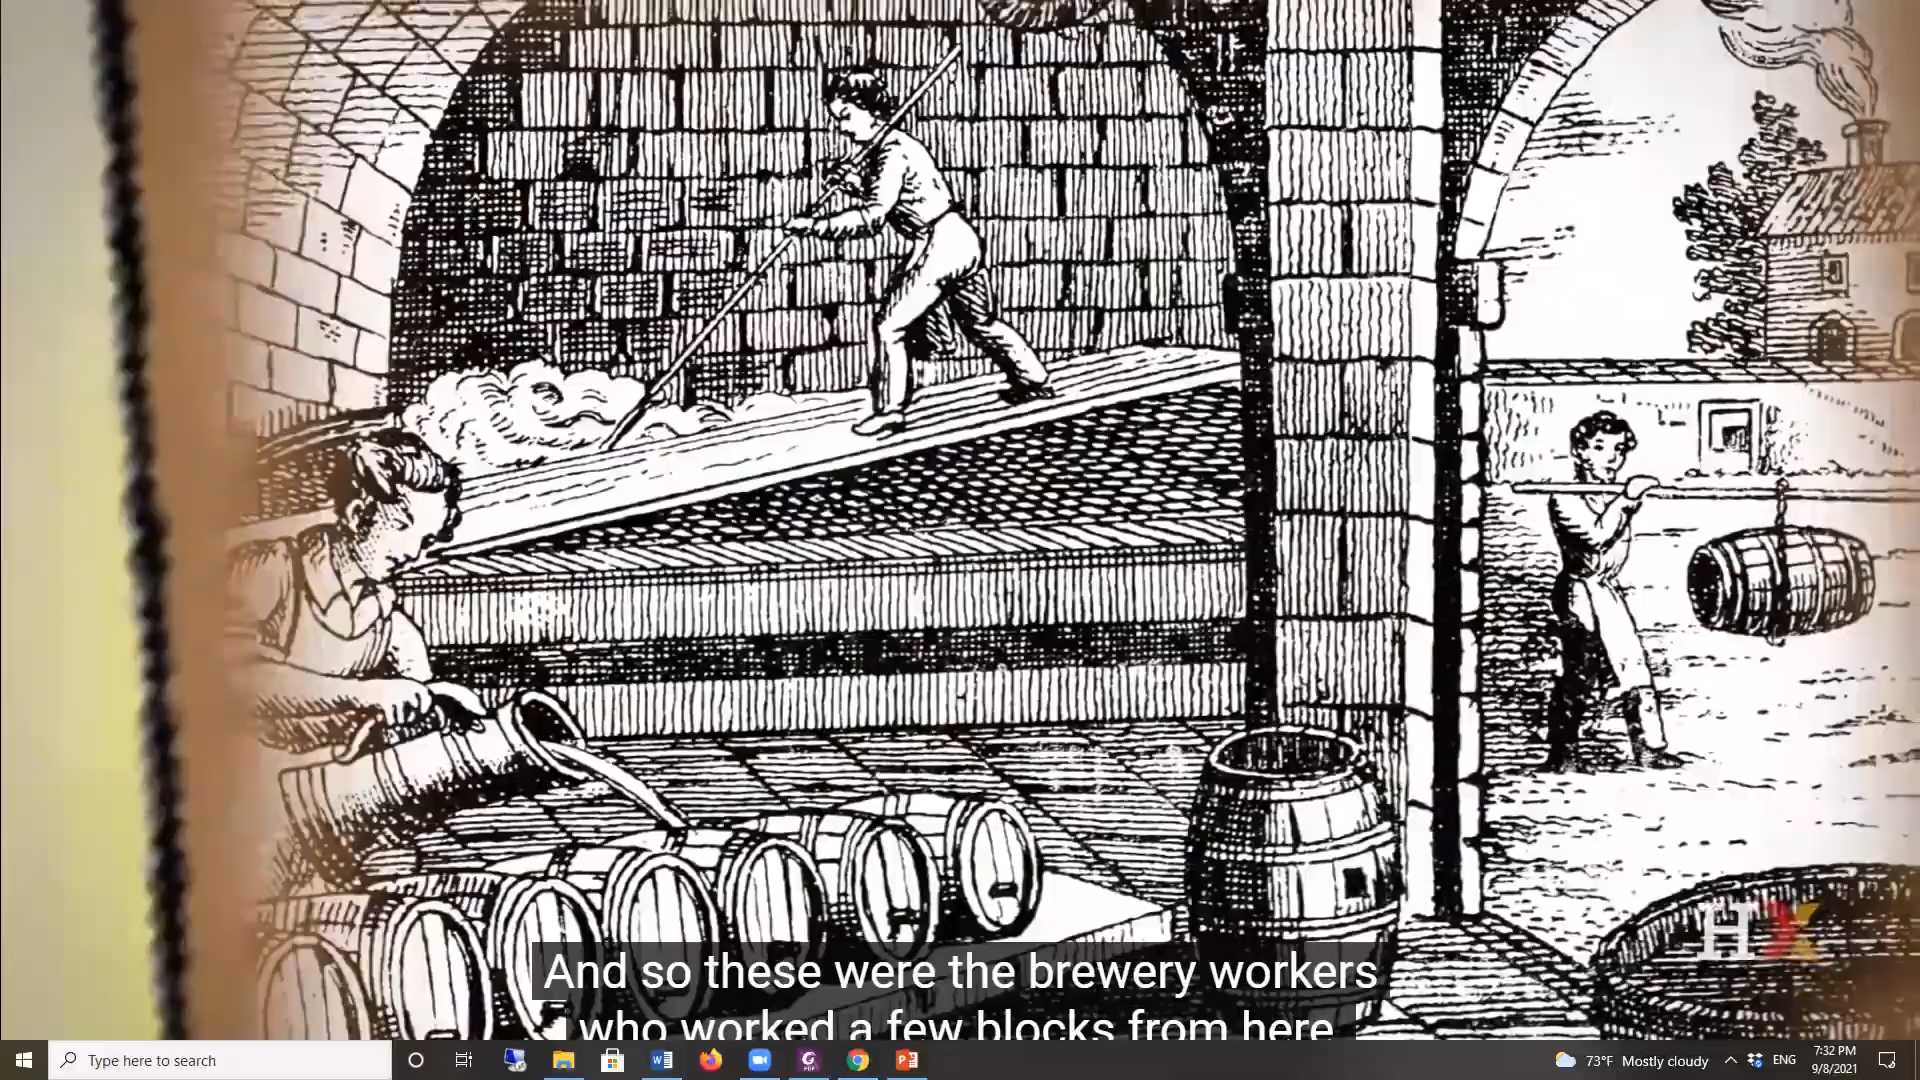 HX
And so these were the brewery workers
who worked a few blocks from here
Type here to search
73°F Mostly cloudy
ENG
7:32 PM
9/8/2021